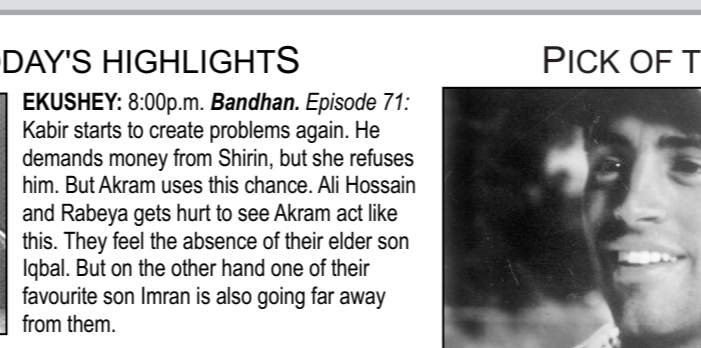 DAY'S HIGHLIGHTS
PICK OF T
EKUSHEY: 8:00p.m. Bandhan. Episode 71:
Kabir starts to create problems again. He
demands money from Shirin, but she refuses
him. But Akram uses this chance. Ali Hossain
and Rabeya gets hurt to see Akram act like
this. They feel the absence of their elder son
Iqbal. But on the other hand one of their
favourite son Imran is also going far away
from them.